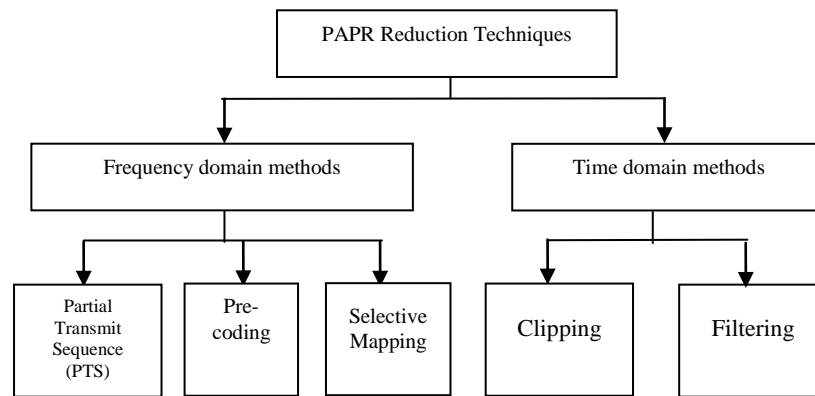 PAPR Reduction Techniques
Frequency domain methods
Time domain methods
Partial
Transmit
Sequence
(PTS)
Pre-
coding
Selective
Mapping
Clipping
Filtering